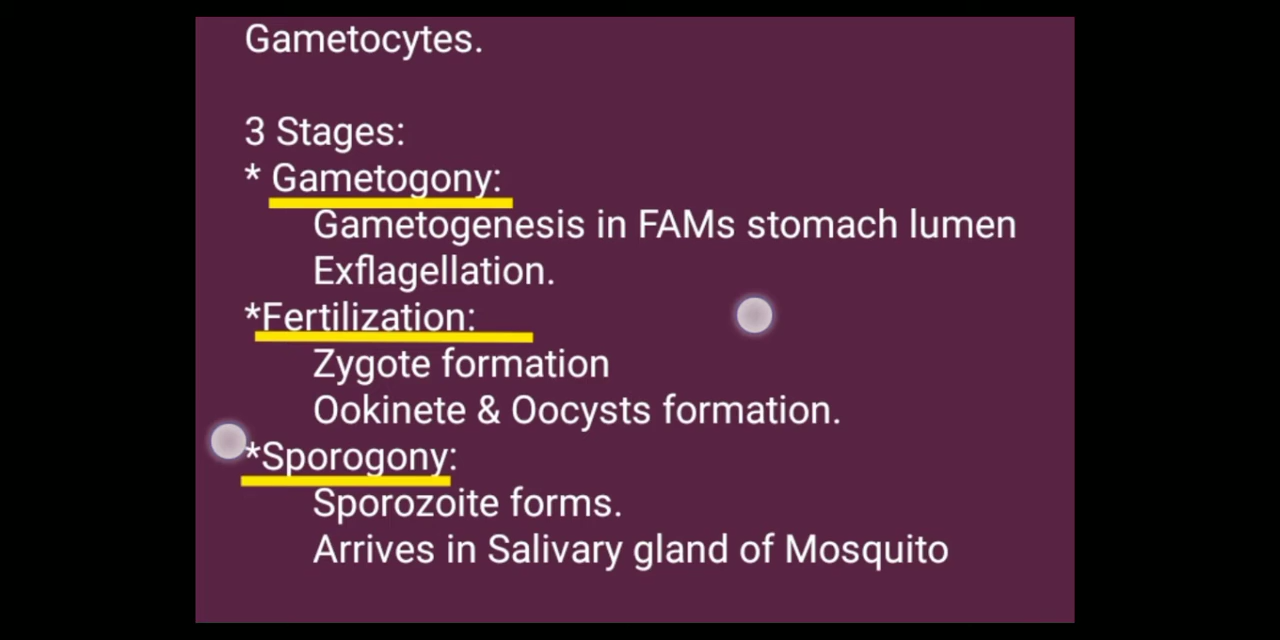 Gametocytes.
3 Stages:
* Gametogony:
Gametogenesis in FAMs stomach lumen
Exflagellation.
*Fertilization:
Zygote formation
Ookinete & Oocysts formation.
*Sporogony:
Sporozoite forms.
Arrives in Salivary gland of Mosquito